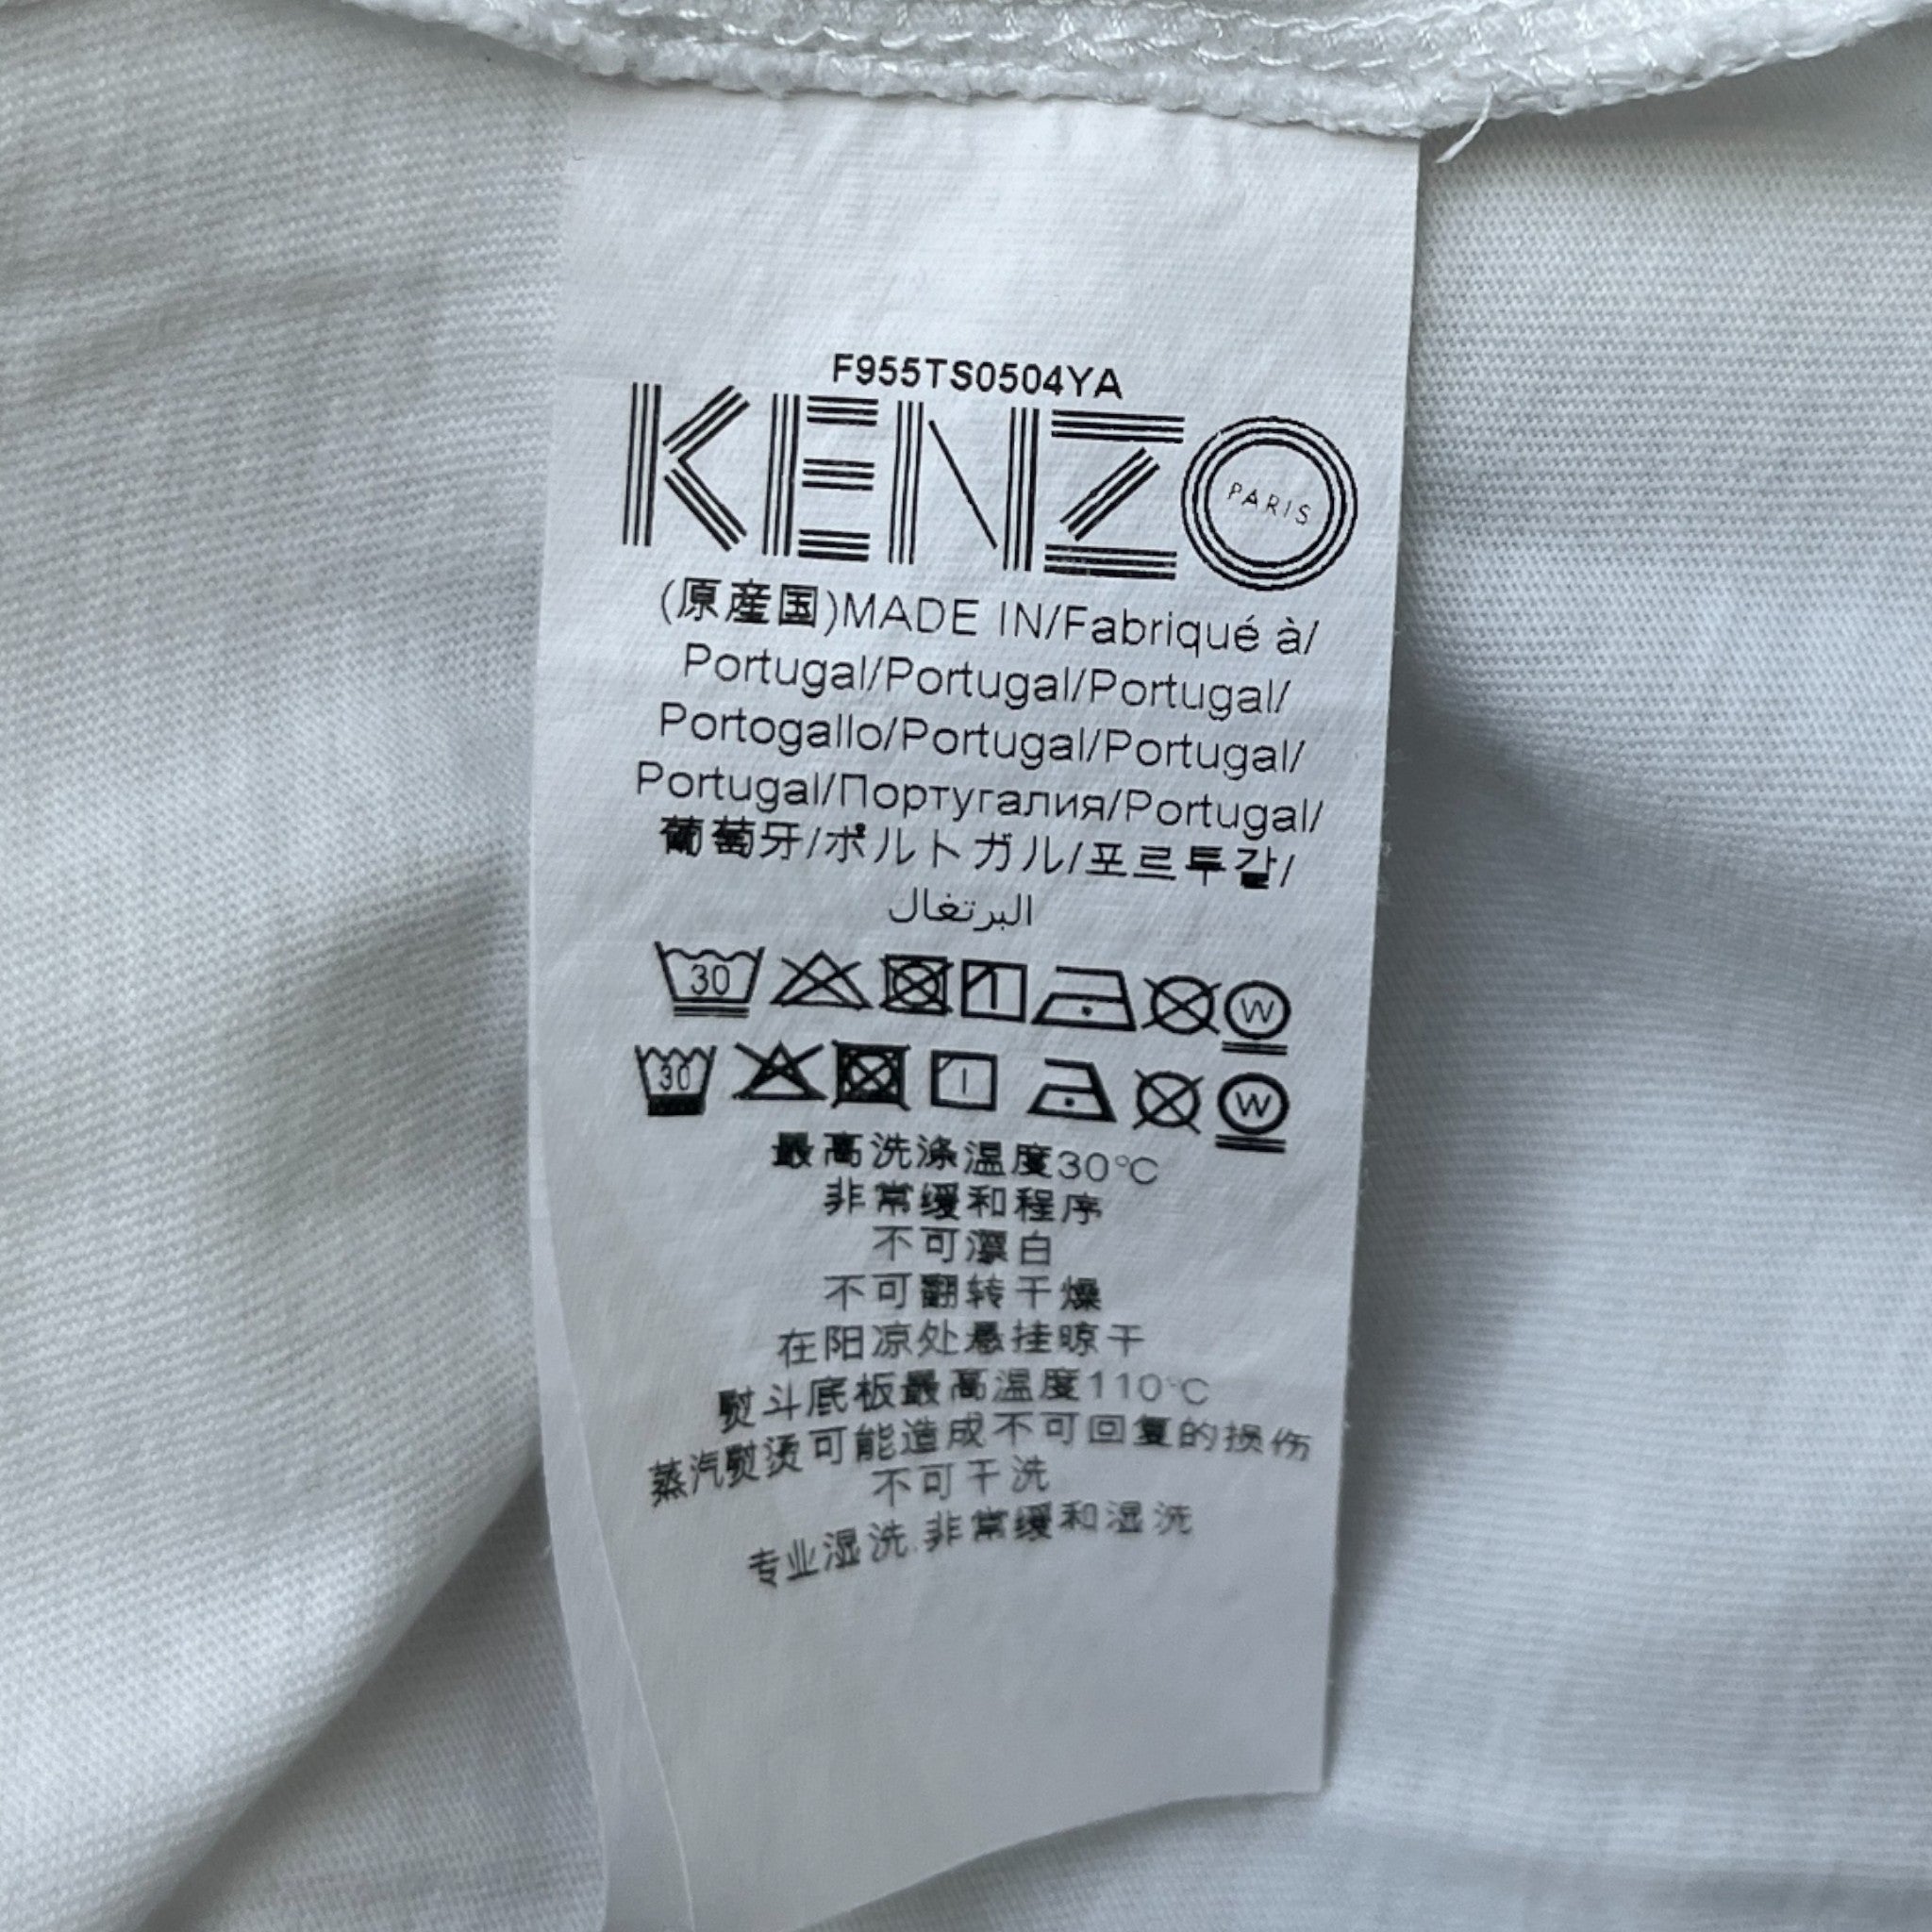 F955TS0504YA
KENZO
PARIS
(原産国)MADE IN/Fabriqué à/
Portugal/Portugal/Portugal/
Portogallo/Portugal/Portugal/
Portugal/Португалия/Portugal/
葡萄牙/ポルトガル/포르투갈/
البرتغال
30 W
30 W
最高洗涤温度30°C
非常缓和程序
不可漂白
不可翻转干燥
在阳凉处悬挂晾干
熨斗底板最高温度110°C
蒸汽熨烫可能造成不可回复的损伤
不可干洗
专业湿洗.非常缓和湿洗